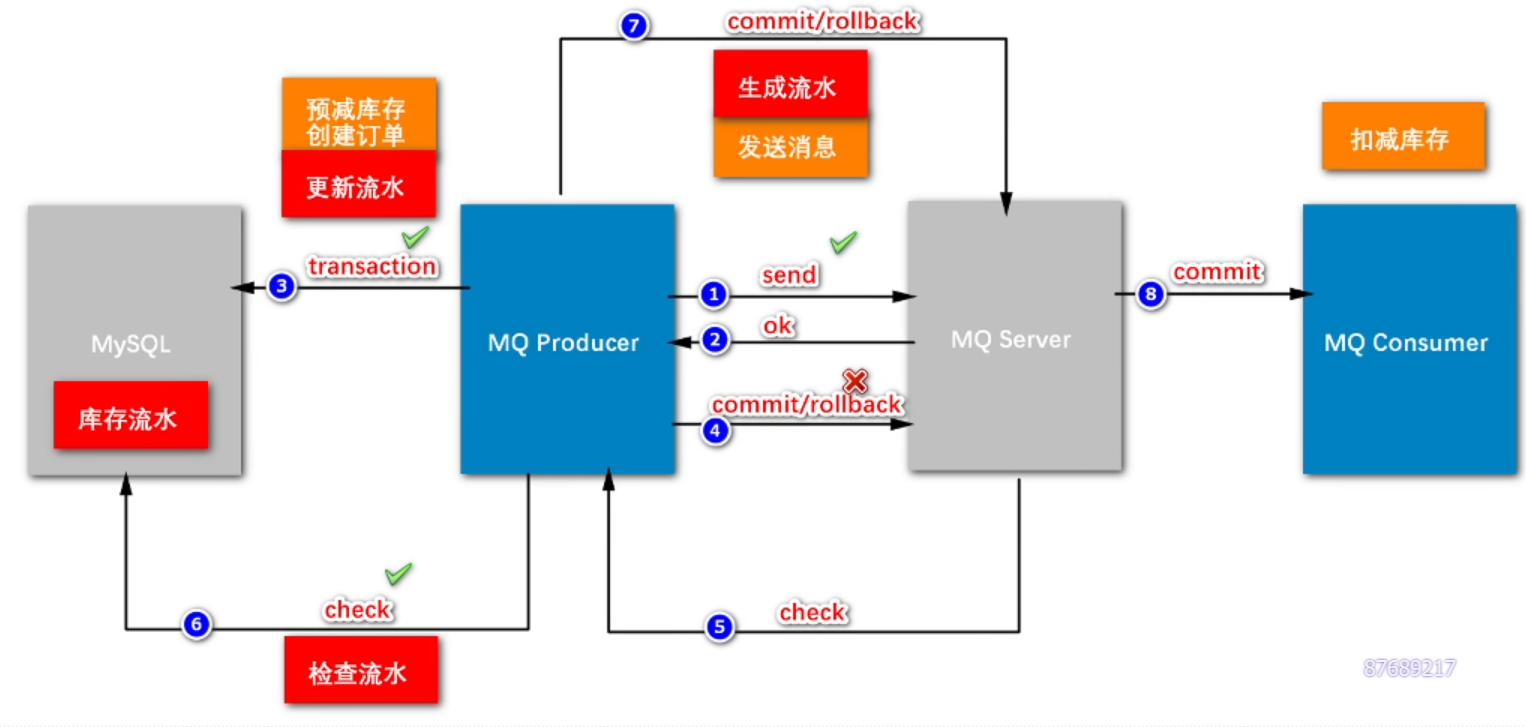 7
commit/rollback
生成流水
发送消息
预减库存
创建订单
更新流水
扣减库存
transaction
3
send
1
commit
8
ok
2
MySQL
MQ Producer
MQ Server
MQ Consumer
库存流水
commit/rollback
4
check
6
check
5
检查流水
87689217